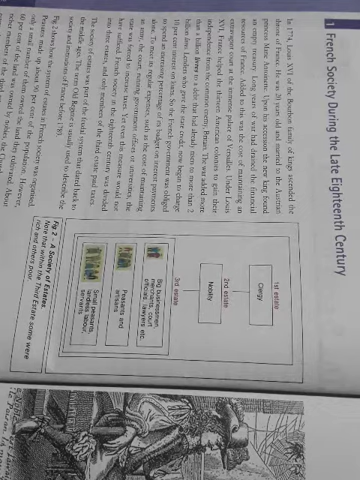 1 French Society During the Late Eighteenth Century
In 1774, Louis XVI of the Bourbon family of kings ascended the
throne of France. He was 20 years old and married to the Austrian
princess Marie Antoinette. Upon his accession the new king found
an empty treasury. Long years of war had drained the financial
resources of France. Added to this was the cost of maintaining an
extravagant court at the immense palace of Versailles. Under Louis
XVI, France helped the thirteen American colonies to gain their
independence from the common enemy, Britain. The war added more
than a billion livres to a debt that had already risen to more than 2
billion livres. Lenders who gave the state credit, now began to charge
10 per cent interest on loans. So the French government was obliged
to spend an increasing percentage of its budget on interest payments
alone. To meet its regular expenses, such as the cost of maintaining
an army, the court, running government offices or universities, the
state was forced to increase taxes. Yet even this measure would not
have sufficed. French society in the eighteenth century was divided
into three estates, and only members of the third estate paid taxes.
The society of estates was part of the feudal system that dated back to
the middle ages. The term Old Regime is usually used to describe the
society and institutions of France before 1789.
Fig 2 shows how the system of estates in French society was organised.
Peasants made up about 90 per cent of the population. However,
only a small number of them owned the land they cultivated. About
60 per cent of the land was owned by nobles, the Church
1st estate
Clergy
2nd estate
Nobility
3rd estate
Big businessmen,
merchants, court
officials, lawyers etc.
Peasants and
artisans
Small peasants,
landless labour,
servants
Fig 2 – A Society of Estates.
Note that within the Third Estate some were
rich and others poor.